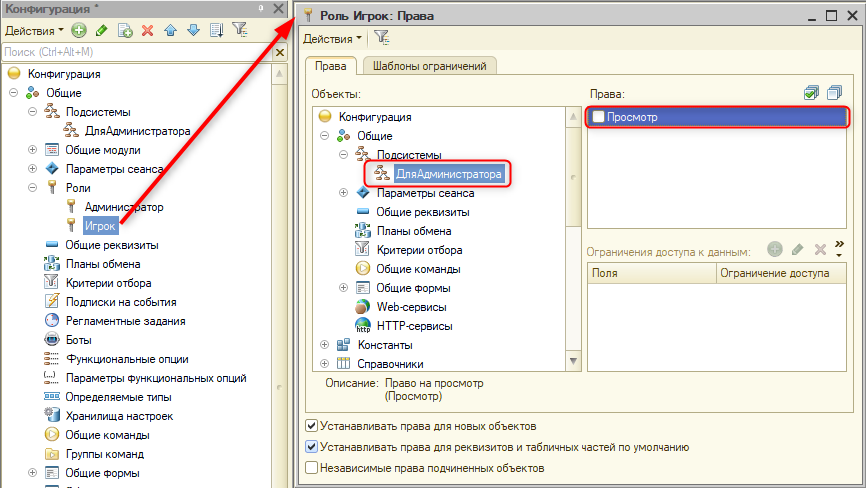 Конфигурация *
Действия
Поиск (Ctrl+Alt+M)
Конфигурация
Общие
Подсистемы
ДляАдминистратора
Общие модули
Параметры сеанса
Роли
Администратор
Игрок
Общие реквизиты
Планы обмена
Критерии отбора
Подписки на события
Регламентные задания
Боты
Функциональные опции
Параметры функциональных опций
Определяемые типы
Хранилища настроек
Общие команды
Группы команд
Общие формы
Роль Игрок: Права
Действия
Права
Шаблоны ограничений
Объекты:
Конфигурация
Общие
Подсистемы
ДляАдминистратора
Параметры сеанса
Общие реквизиты
Планы обмена
Критерии отбора
Общие команды
Общие формы
Web-сервисы
HTTP-сервисы
Константы
Справочники
Права:
Просмотр
Ограничения доступа к данным:
Поля
Ограничение доступа
Описание: Право на просмотр
(Просмотр)
Устанавливать права для новых объектов
Устанавливать права для реквизитов и табличных частей по умолчанию
Независимые права подчиненных объектов